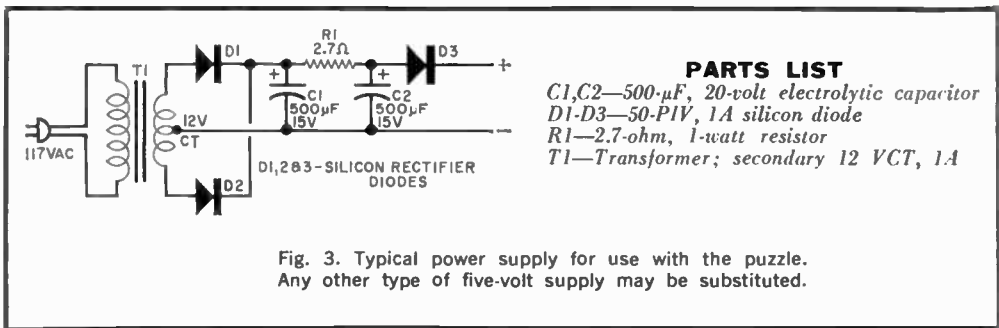 T1
117VAC
12V
CT
D1
D2
R1
2.7Ω
+
C1
500µF
15V
+
C2
500µF
15V
D3
+
−
D1,2&3-SILICON RECTIFIER
DIODES
PARTS LIST
C1,C2—500-µF, 20-volt electrolytic capacitor
D1-D3—50-PIV, 1A silicon diode
R1—2.7-ohm, 1-watt resistor
T1—Transformer; secondary 12 VCT, 1A
Fig. 3. Typical power supply for use with the puzzle.
Any other type of five-volt supply may be substituted.